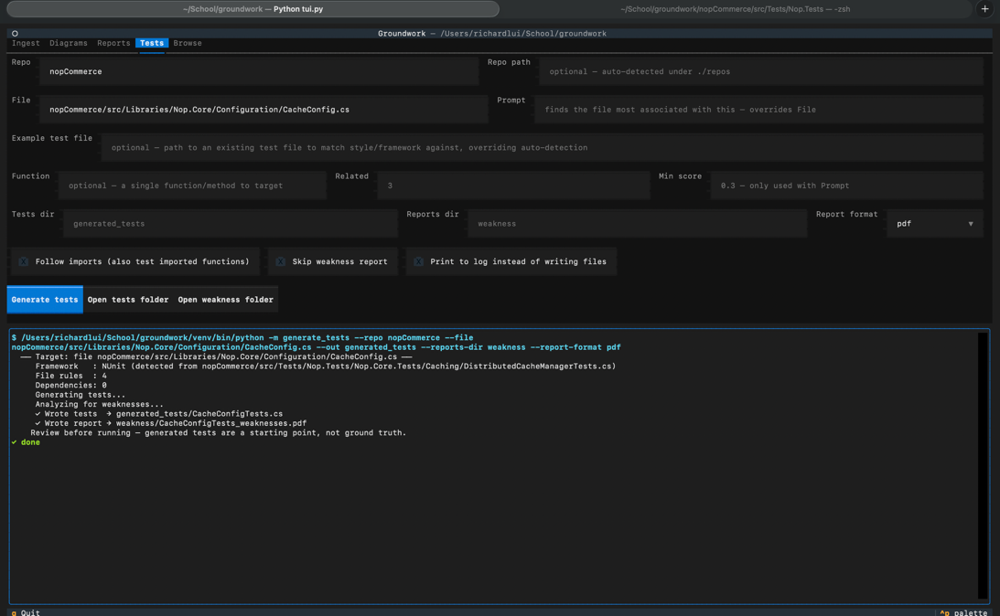 ~/School/groundwork — Python tui.py
~/School/groundwork/nopCommerce/src/Tests/Nop.Tests — -zsh
+
Groundwork — /Users/richardlui/School/groundwork
Ingest Diagrams Reports Tests Browse
Repo nopCommerce Repo path optional — auto-detected under ./repos
File nopCommerce/src/Libraries/Nop.Core/Configuration/CacheConfig.cs Prompt finds the file most associated with this — overrides File
Example test file optional — path to an existing test file to match style/framework against, overriding auto-detection
Function optional — a single function/method to target Related 3 Min score 0.3 — only used with Prompt
Tests dir generated_tests Reports dir weakness Report format pdf ▼
X Follow imports (also test imported functions) X Skip weakness report X Print to log instead of writing files
Generate tests Open tests folder Open weakness folder
$ /Users/richardlui/School/groundwork/venv/bin/python -m generate_tests --repo nopCommerce --file
nopCommerce/src/Libraries/Nop.Core/Configuration/CacheConfig.cs --out generated_tests --reports-dir weakness --report-format pdf
── Target: file nopCommerce/src/Libraries/Nop.Core/Configuration/CacheConfig.cs ──
Framework : NUnit (detected from nopCommerce/src/Tests/Nop.Tests/Nop.Core.Tests/Caching/DistributedCacheManagerTests.cs)
File rules : 4
Dependencies: 0
Generating tests...
Analyzing for weaknesses...
✓ Wrote tests → generated_tests/CacheConfigTests.cs
✓ Wrote report → weakness/CacheConfigTests_weaknesses.pdf
Review before running — generated tests are a starting point, not ground truth.
✓ done
q Quit ^p palette